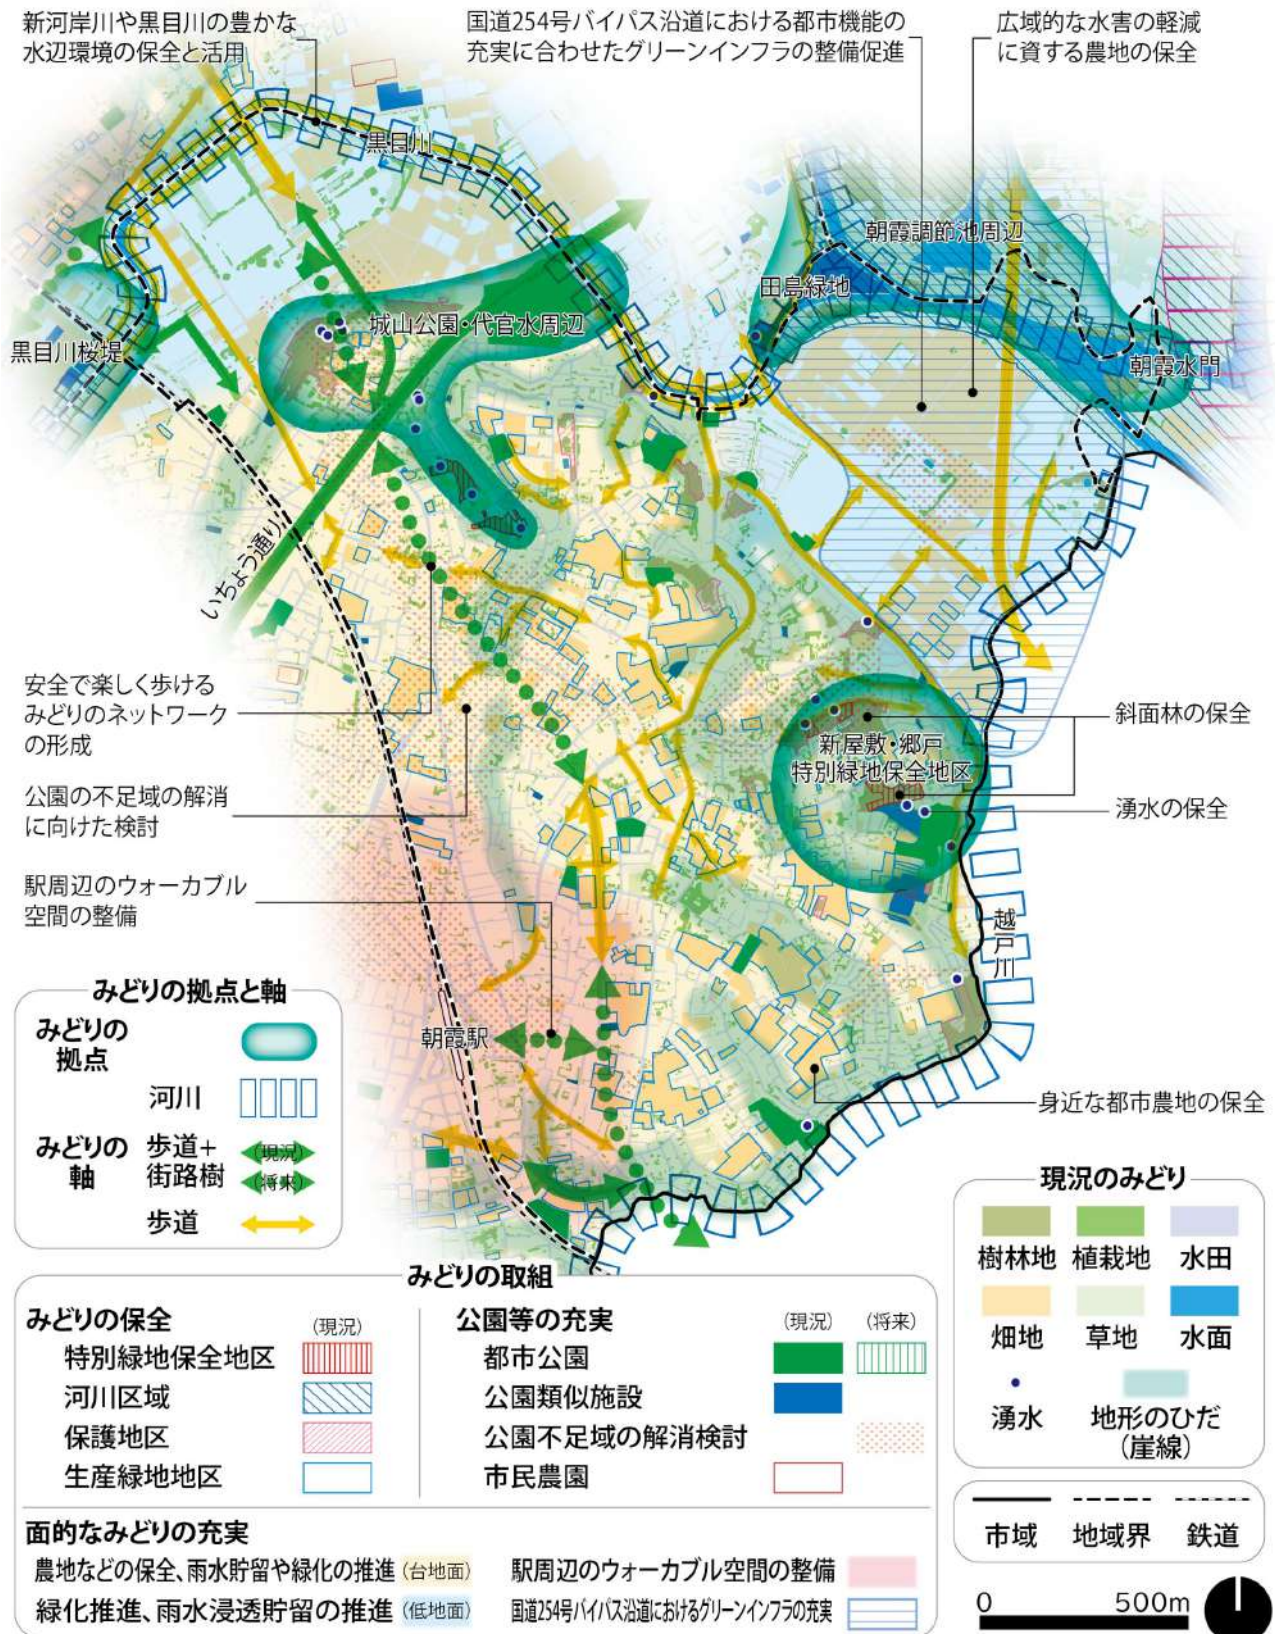 新河岸川や黒目川の豊かな
水辺環境の保全と活用
国道254号バイパス沿道における都市機能の
充実に合わせたグリーンインフラの整備促進
広域的な水害の軽減
に資する農地の保全
黒目川
朝霞調節池周辺
田島緑地
城山公園・代官水周辺
黒目川桜堤
朝霞水門
いちょう通り
安全で楽しく歩ける
みどりのネットワーク
の形成
斜面林の保全
新屋敷・郷戸
特別緑地保全地区
公園の不足域の解消
に向けた検討
湧水の保全
駅周辺のウォーカブル
空間の整備
越戸川
朝霞駅
身近な都市農地の保全
みどりの拠点と軸
みどりの
拠点
河川
みどりの
軸
歩道+
街路樹
(現況)
(将来)
歩道
現況のみどり
樹林地 植栽地 水田
畑地 草地 水面
湧水 地形のひだ
(崖線)
みどりの取組
みどりの保全 (現況)
特別緑地保全地区
河川区域
保護地区
生産緑地地区
公園等の充実 (現況) (将来)
都市公園
公園類似施設
公園不足域の解消検討
市民農園
面的なみどりの充実
農地などの保全、雨水貯留や緑化の推進 (台地面)
緑化推進、雨水浸透貯留の推進 (低地面)
駅周辺のウォーカブル空間の整備
国道254号バイパス沿道におけるグリーンインフラの充実
市域 地域界 鉄道
0 500m